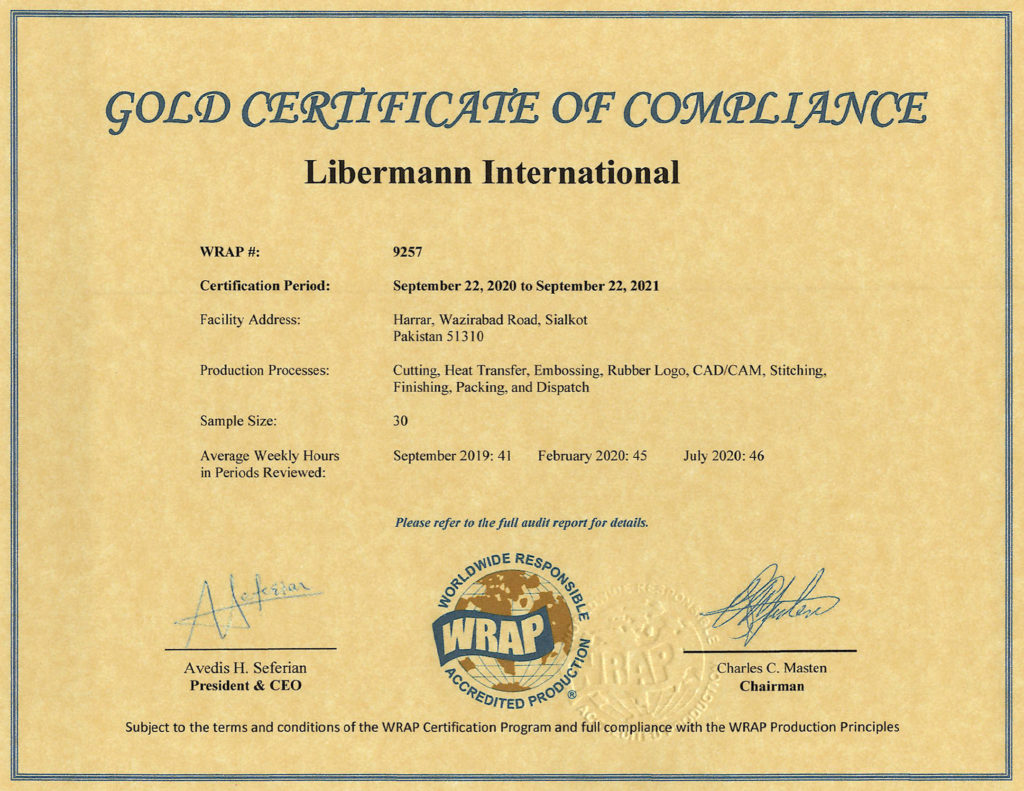 GOLD CERTIFICATE OF COMPLIANCE
Libermann International
WRAP #: 9257
Certification Period: September 22, 2020 to September 22, 2021
Facility Address: Harrar, Wazirabad Road, Sialkot
Pakistan 51310
Production Processes: Cutting, Heat Transfer, Embossing, Rubber Logo, CAD/CAM, Stitching,
Finishing, Packing, and Dispatch
Sample Size: 30
Average Weekly Hours September 2019: 41 February 2020: 45 July 2020: 46
in Periods Reviewed:
Please refer to the full audit report for details.
WORLDWIDE RESPONSIBLE
WRAP
ACCREDITED PRODUCTION ®
WRAP
A Seferian
Avedis H. Seferian
President & CEO
Charles C. Masten
Chairman
Subject to the terms and conditions of the WRAP Certification Program and full compliance with the WRAP Production Principles